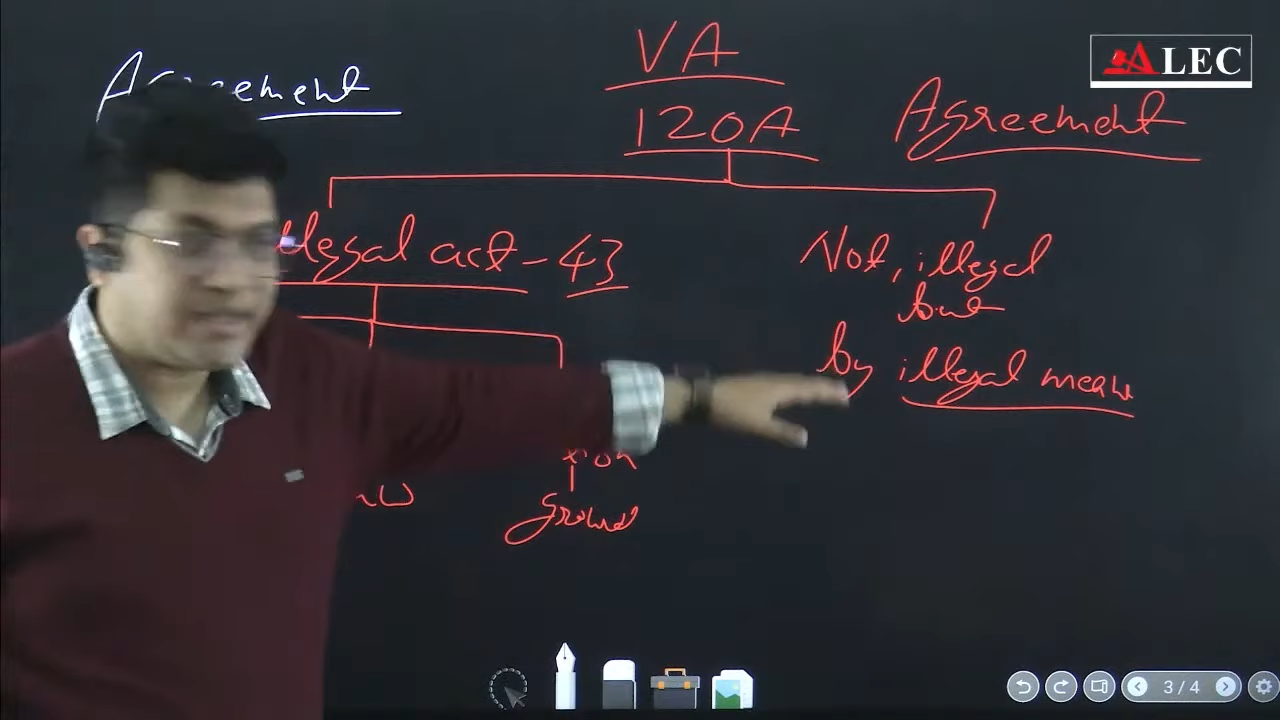 VA
ALEC
120A
Agreement
Agreement
Illegal act - 43
Not, illegal
but
by illegal means
Ground
3 / 4